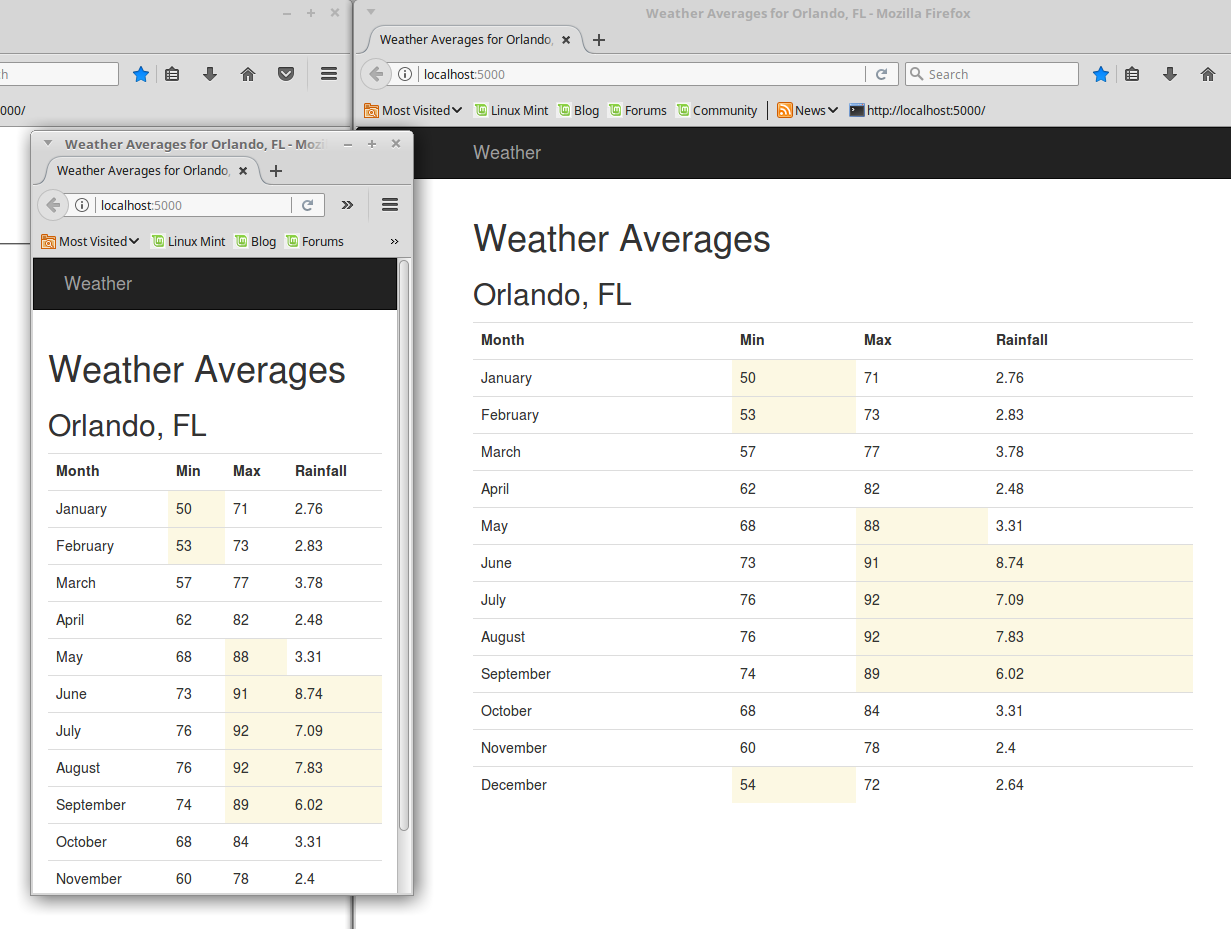 Weather Averages for Orlando, FL - Mozilla Firefox
Weather Averages for Orlando,
localhost:5000
Search
Most Visited Linux Mint Blog Forums Community News http://localhost:5000/
Weather
Weather Averages
Orlando, FL
Month Min Max Rainfall
January 50 71 2.76
February 53 73 2.83
March 57 77 3.78
April 62 82 2.48
May 68 88 3.31
June 73 91 8.74
July 76 92 7.09
August 76 92 7.83
September 74 89 6.02
October 68 84 3.31
November 60 78 2.4
December 54 72 2.64
ch
000/
Weather Averages for Orlando, FL - Mozi
Weather Averages for Orlando,
localhost:5000
Most Visited Linux Mint Blog Forums
Weather
Weather Averages
Orlando, FL
Month Min Max Rainfall
January 50 71 2.76
February 53 73 2.83
March 57 77 3.78
April 62 82 2.48
May 68 88 3.31
June 73 91 8.74
July 76 92 7.09
August 76 92 7.83
September 74 89 6.02
October 68 84 3.31
November 60 78 2.4